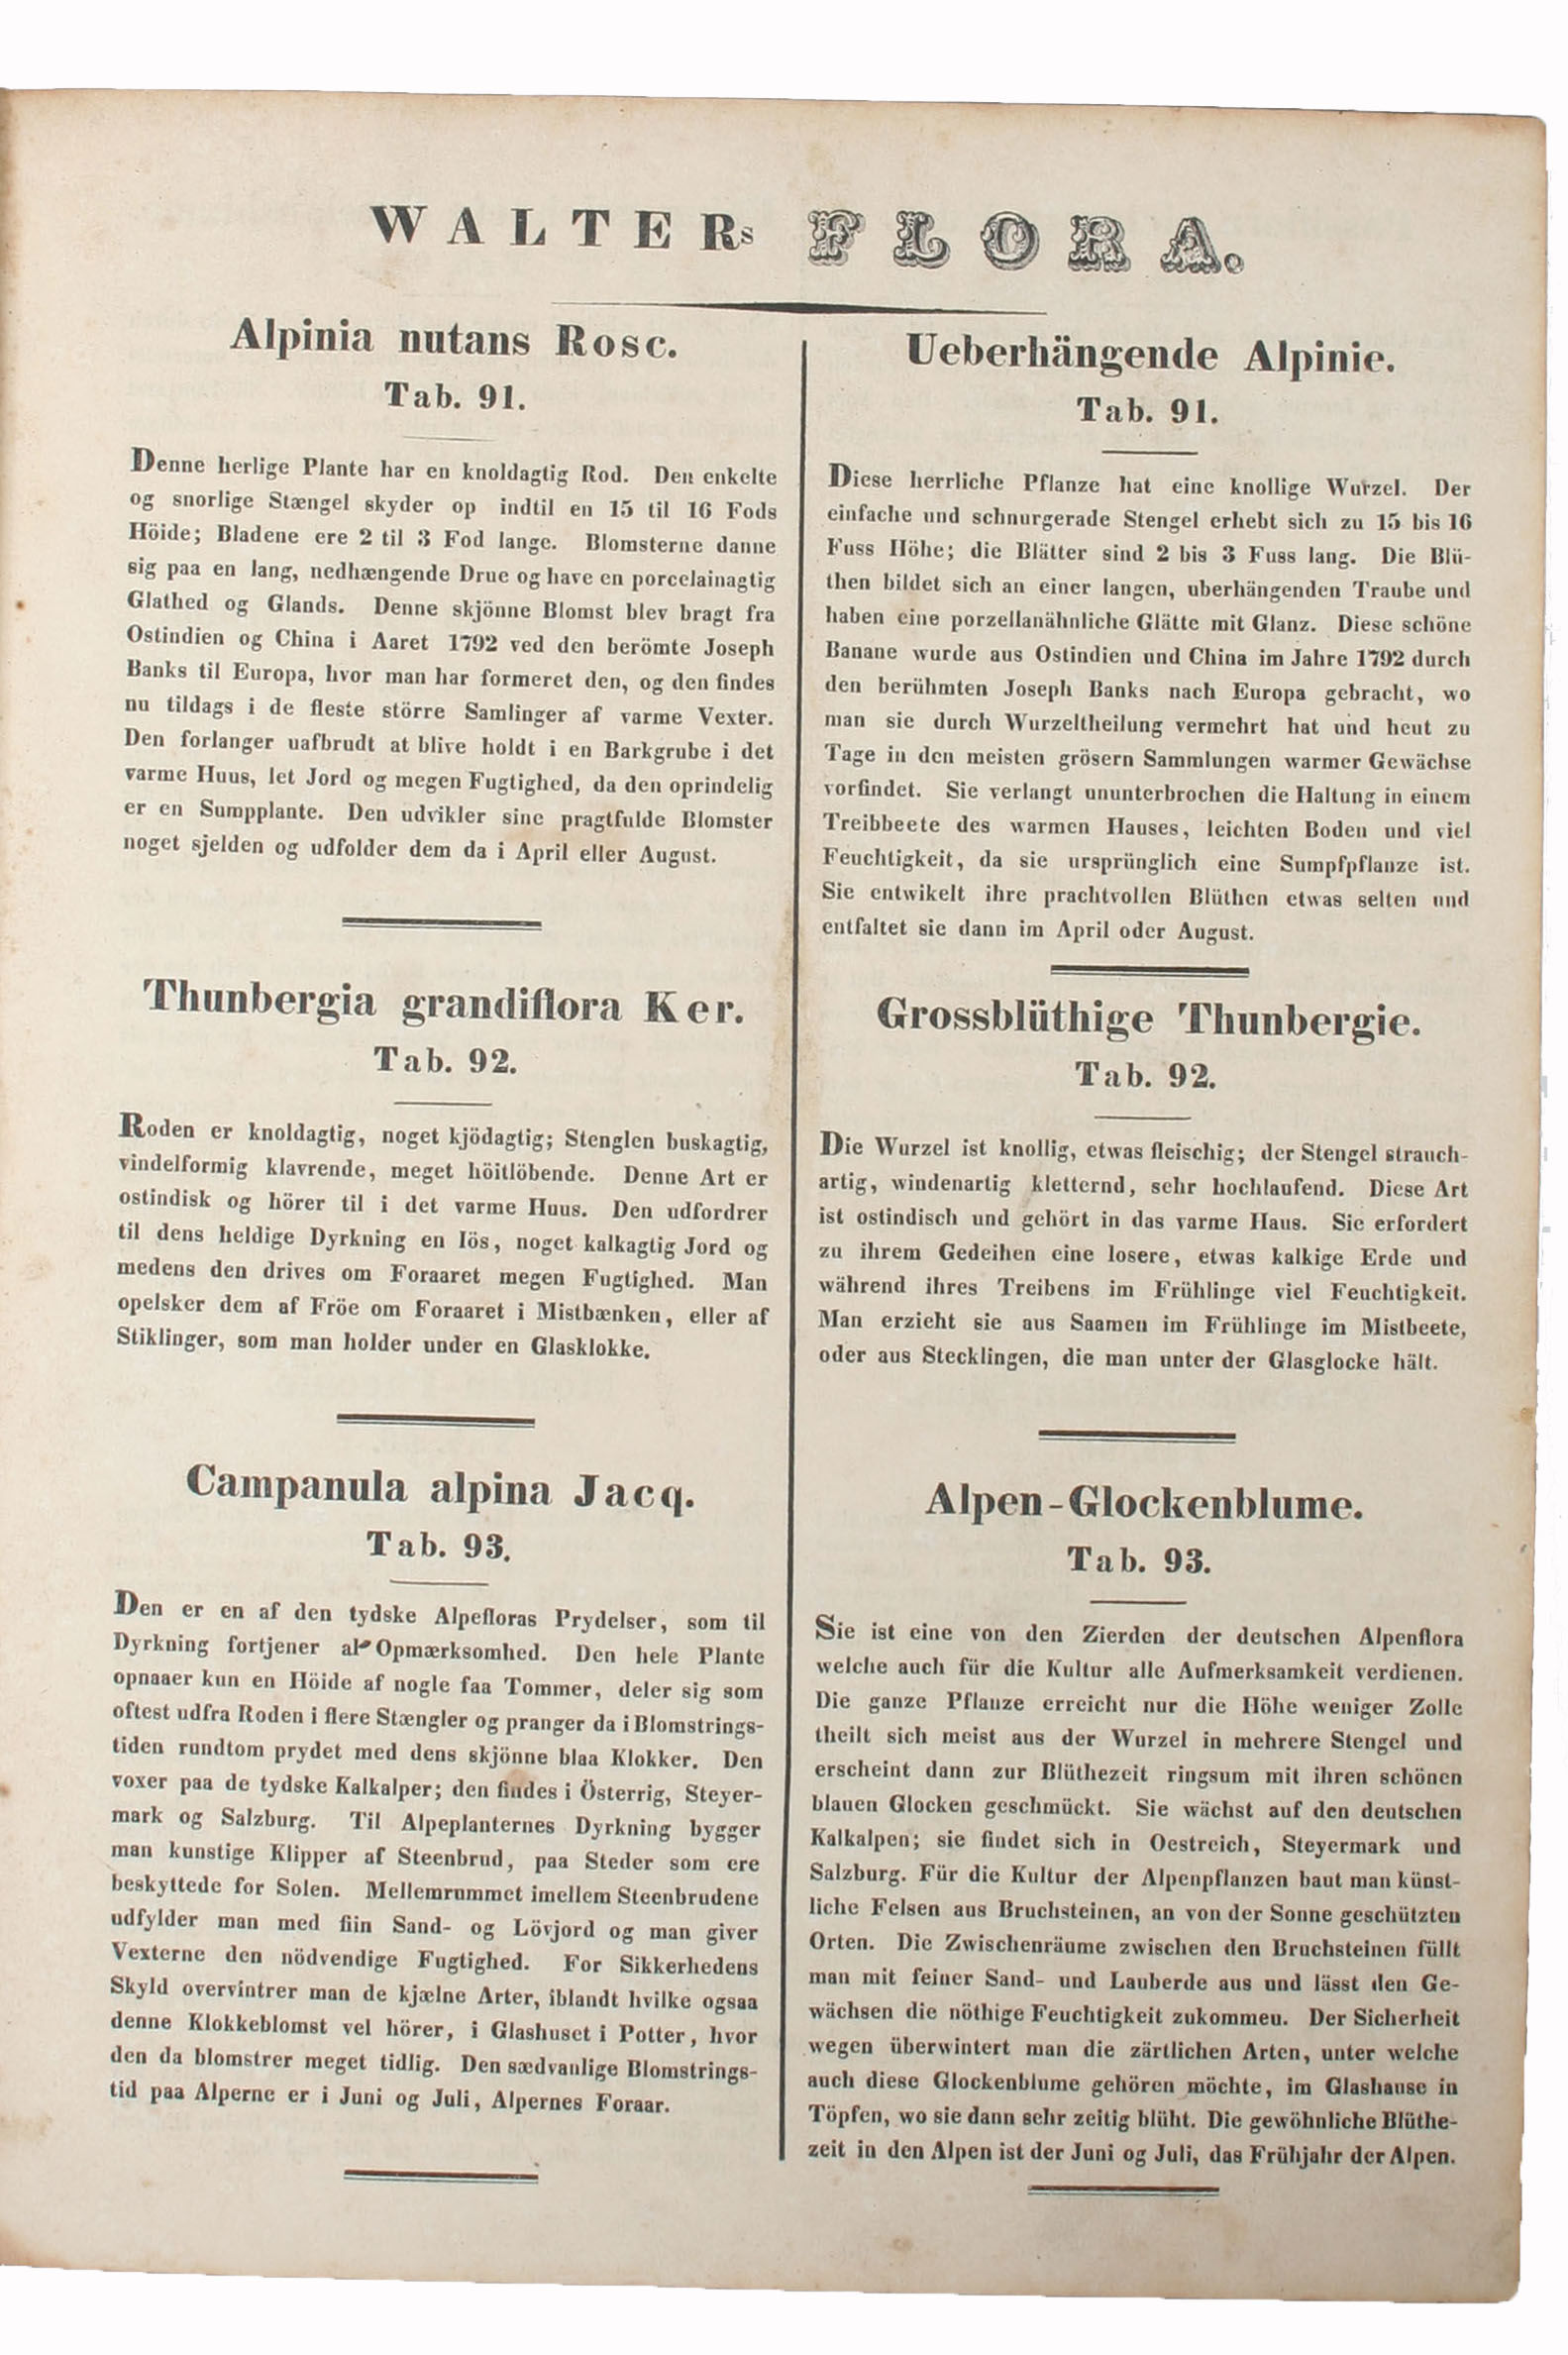 WALTERs FLORA.
Alpinia nutans Rosc.
Tab. 91.
Denne herlige Plante har en knoldagtig Rod. Den enkelte
og snorlige Stængel skyder op indtil en 15 til 16 Fods
Höide; Bladene ere 2 til 3 Fod lange. Blomsterne danne
sig paa en lang, nedhængende Drue og have en porcelainagtig
Glathed og Glands. Denne skjönne Blomst blev bragt fra
Ostindien og China i Aaret 1792 ved den berömte Joseph
Banks til Europa, hvor man har formeret den, og den findes
nu tildags i de fleste större Samlinger af varme Vexter.
Den forlanger uafbrudt at blive holdt i en Barkgrube i det
varme Huus, let Jord og megen Fugtighed, da den oprindelig
er en Sumpplante. Den udvikler sine pragtfulde Blomster
noget sjelden og udfolder dem da i April eller August.
Thunbergia grandiflora Ker.
Tab. 92.
Roden er knoldagtig, noget kjödagtig; Stenglen buskagtig,
vindelformig klavrende, meget höitlöbende. Denne Art er
ostindisk og hörer til i det varme Huus. Den udfordrer
til dens heldige Dyrkning en lös, noget kalkagtig Jord og
medens den drives om Foraaret megen Fugtighed. Man
opelsker dem af Fröe om Foraaret i Mistbænken, eller af
Stiklinger, som man holder under en Glasklokke.
Campanula alpina Jacq.
Tab. 93.
Den er en af den tydske Alpefloras Prydelser, som til
Dyrkning fortjener al Opmærksomhed. Den hele Plante
opnaaer kun en Höide af nogle faa Tommer, deler sig som
oftest udfra Roden i flere Stængler og pranger da i Blomstrings-
tiden rundtom prydet med dens skjönne blaa Klokker. Den
voxer paa de tydske Kalkalper; den findes i Österrig, Steyer-
mark og Salzburg. Til Alpeplanternes Dyrkning bygger
man kunstige Klipper af Steenbrud, paa Steder som ere
beskyttede for Solen. Mellemrummet imellem Steenbrudene
udfylder man med fiin Sand- og Lövjord og man giver
Vexterne den nödvendige Fugtighed. For Sikkerhedens
Skyld overvintrer man de kjælne Arter, iblandt hvilke ogsaa
denne Klokkeblomst vel hörer, i Glashuset i Potter, hvor
den da blomstrer meget tidlig. Den sædvanlige Blomstrings-
tid paa Alperne er i Juni og Juli, Alpernes Foraar.
Ueberhängende Alpinie.
Tab. 91.
Diese herrliche Pflanze hat eine knollige Wurzel. Der
einfache und schnurgerade Stengel erhebt sich zu 15 bis 16
Fuss Höhe; die Blätter sind 2 bis 3 Fuss lang. Die Blü-
then bildet sich an einer langen, uberhängenden Traube und
haben eine porzellanähnliche Glätte mit Glanz. Diese schöne
Banane wurde aus Ostindien und China im Jahre 1792 durch
den berühmten Joseph Banks nach Europa gebracht, wo
man sie durch Wurzeltheilung vermehrt hat und heut zu
Tage in den meisten grösern Sammlungen warmer Gewächse
vorfindet. Sie verlangt ununterbrochen die Haltung in einem
Treibbeete des warmen Hauses, leichten Boden und viel
Feuchtigkeit, da sie ursprünglich eine Sumpfpflanze ist.
Sie entwikelt ihre prachtvollen Blüthen etwas selten und
entfaltet sie dann im April oder August.
Grossblüthige Thunbergie.
Tab. 92.
Die Wurzel ist knollig, etwas fleischig; der Stengel strauch-
artig, windenartig kletternd, sehr hochlaufend. Diese Art
ist ostindisch und gehört in das varme Haus. Sie erfordert
zu ihrem Gedeihen eine losere, etwas kalkige Erde und
während ihres Treibens im Frühlinge viel Feuchtigkeit.
Man erzieht sie aus Saamen im Frühlinge im Mistbeete,
oder aus Stecklingen, die man unter der Glasglocke hält.
Alpen-Glockenblume.
Tab. 93.
Sie ist eine von den Zierden der deutschen Alpenflora
welche auch für die Kultur alle Aufmerksamkeit verdienen.
Die ganze Pflanze erreicht nur die Höhe weniger Zolle
theilt sich meist aus der Wurzel in mehrere Stengel und
erscheint dann zur Blüthezeit ringsum mit ihren schönen
blauen Glocken geschmückt. Sie wächst auf den deutschen
Kalkalpen; sie findet sich in Oestreich, Steyermark und
Salzburg. Für die Kultur der Alpenpflanzen baut man künst-
liche Felsen aus Bruchsteinen, an von der Sonne geschützten
Orten. Die Zwischenräume zwischen den Bruchsteinen füllt
man mit feiner Sand- und Lauberde aus und lässt den Ge-
wächsen die nöthige Feuchtigkeit zukommen. Der Sicherheit
wegen überwintert man die zärtlichen Arten, unter welche
auch diese Glockenblume gehören möchte, im Glashause in
Töpfen, wo sie dann sehr zeitig blüht. Die gewöhnliche Blüthe-
zeit in den Alpen ist der Juni og Juli, das Frühjahr der Alpen.